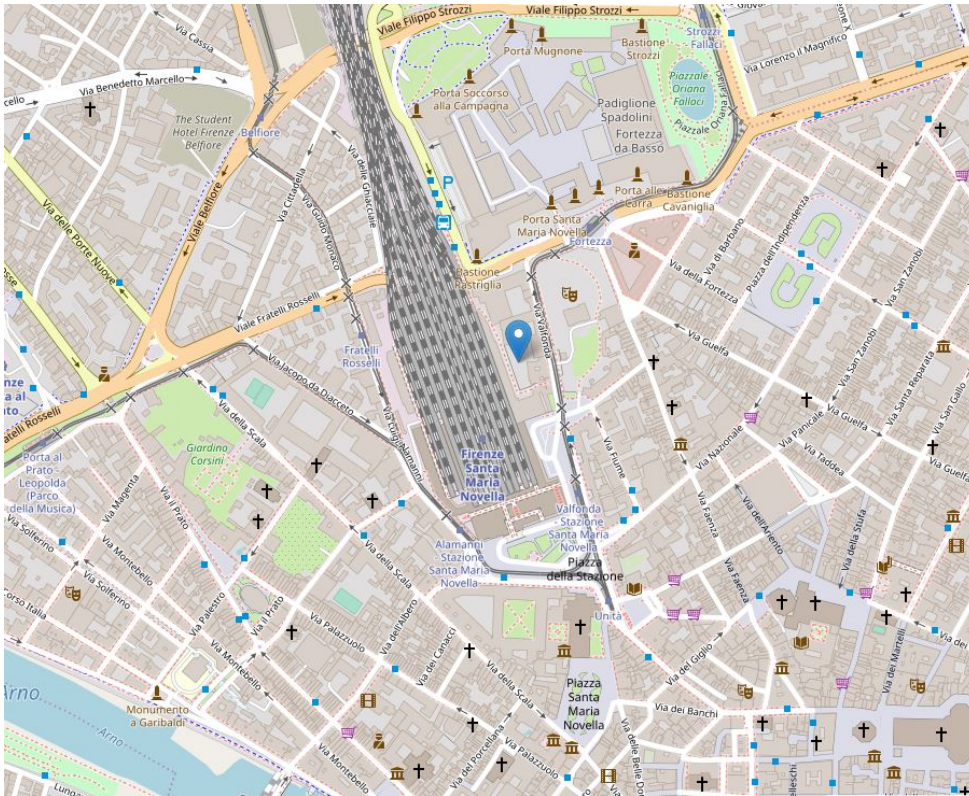 Viale Filippo Strozzi
Viale Filippo Strozzi
Via Cassia
Porta Mugnone
Bastione
Strozzi
Strozzi
- Fallaci
Via Lorenzo il Magnifico
Via Benedetto Marcello
Porta Soccorso
alla Campagna
Piazzale
Oriana
Fallaci
Piazzale Oriana Fallaci
Padiglione
Spadolini
Fortezza
da Basso
The Student
Hotel Firenze
Belfiore
Belfiore
Via delle Ghiacciaie
Via Cittadella
Via Guido Monaco
Viale Belfiore
P
Porta alla
Carra
Bastione
Cavaniglia
Porta Santa
Maria Novella
Fortezza
Bastione
Rastriglia
Via delle Porte Nuove
Via di Barbano
Piazza dell'Indipendenza
Via della Fortezza
Via San Zanobi
Via San Zanobi
Viale Fratelli Rosselli
Via Valfonda
Fratelli
Rosselli
Via Guelfa
Via Guelfa
Via Guelfa
Via Santa Reparata
Via San Gallo
Via Jacopo da Diacceto
Fratelli Rosselli
Via della Scala
Via Luigi Alamanni
Giardino
Corsini
Firenze
Santa
Maria
Novella
Via Fiume
Via Nazionale
Via Panicale
Via Taddea
Porta al
Prato -
Leopolda
(Parco
della Musica)
Via Magenta
Via il Prato
Via Faenza
Via Faenza
Via dell'Ariento
Via della Stufa
Valfonda
- Stazione
Santa Maria
Novella
Alamanni
- Stazione
Santa Maria
Novella
Piazza
della Stazione
Via Solferino
Via Solferino
Via Montebello
Via della Scala
Corso Italia
Via Palestro
Via il Prato
Via Palazzuolo
Via dell'Albero
Via dei Canacci
Unità
Via del Giglio
Via dei Martelli
Via Montebello
Via della Scala
Piazza
Santa
Maria
Novella
Via dei Banchi
Arno
Arno
Monumento
a Garibaldi
Via Montebello
Via del Porcellana
Via Palazzuolo
Via delle Belle Don